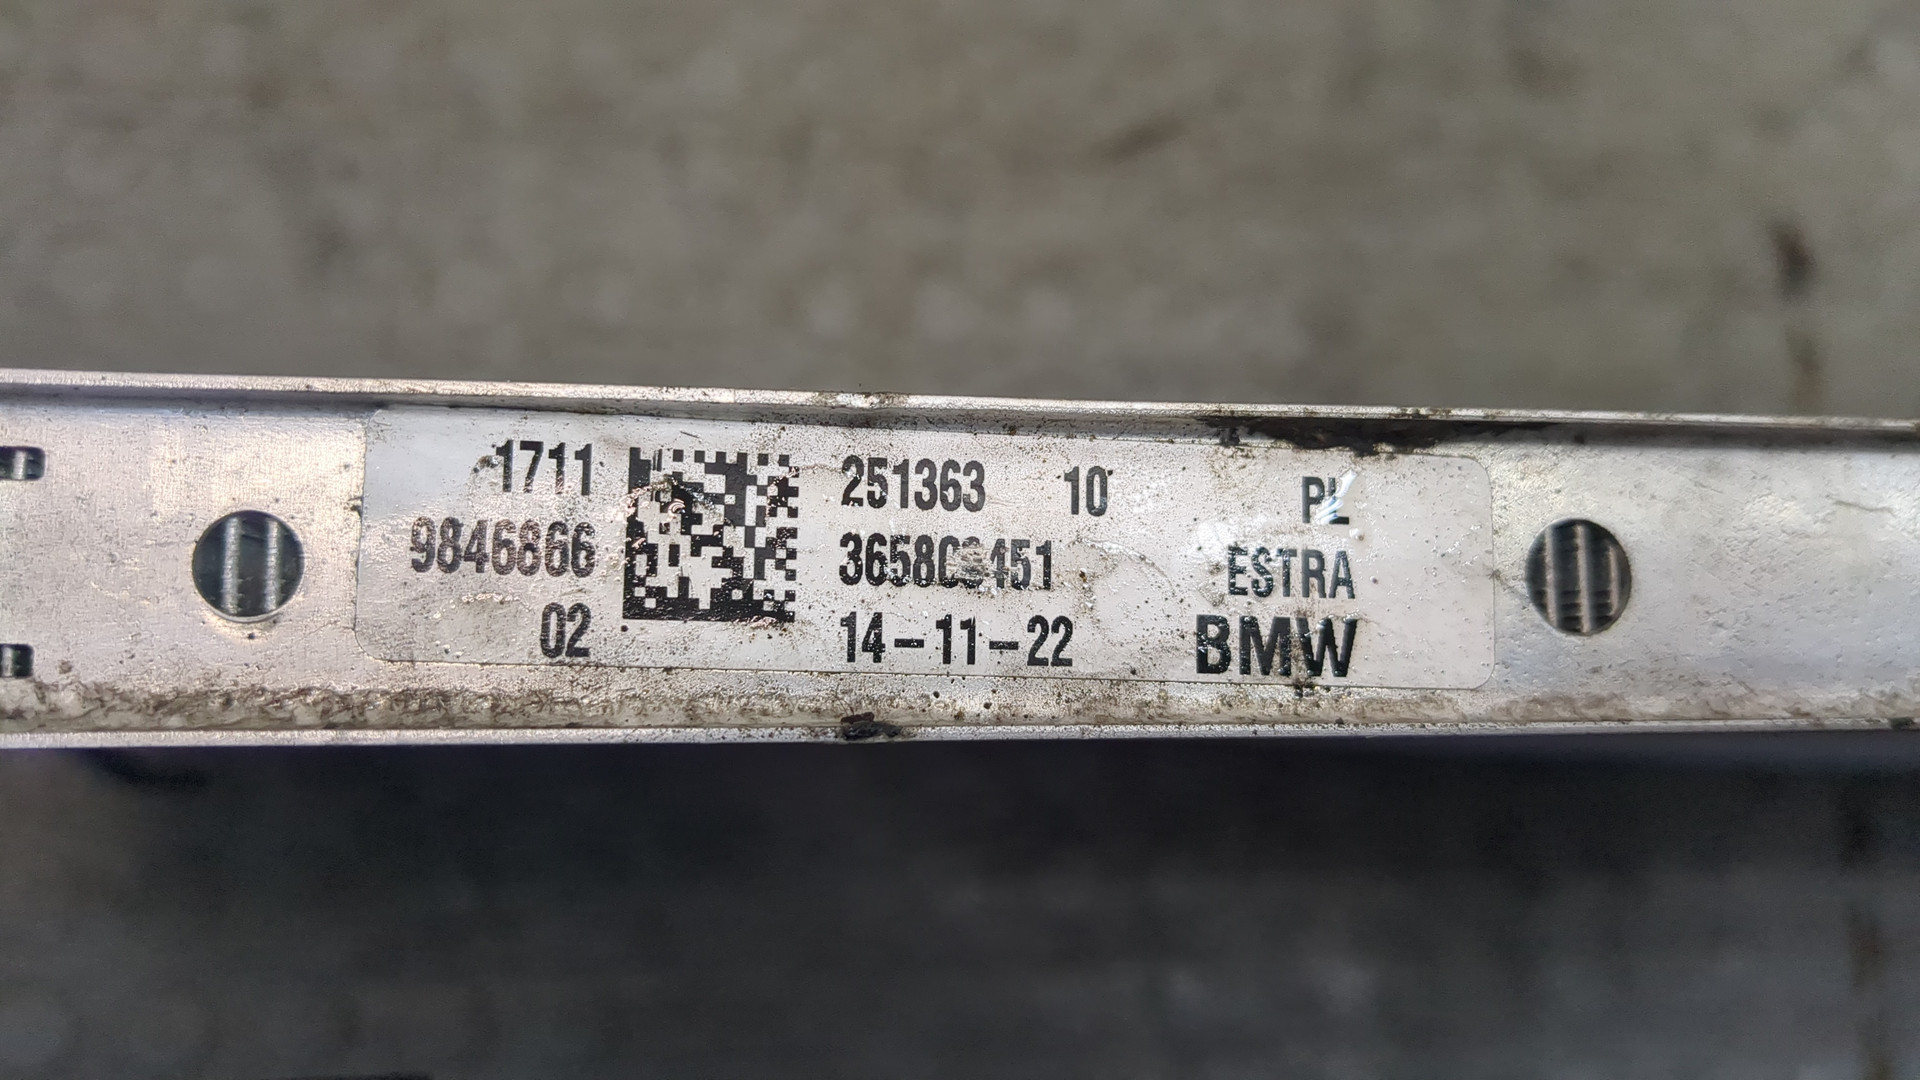 1711 251363 10 PL
9846866 ESTRA
02 14-11-22 BMW